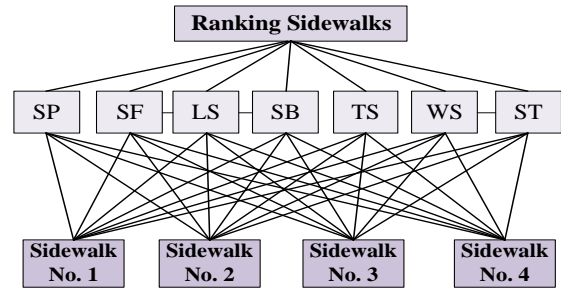 Ranking Sidewalks
SP SF LS SB TS WS ST
Sidewalk Sidewalk Sidewalk Sidewalk
No. 1 No. 2 No. 3 No. 4